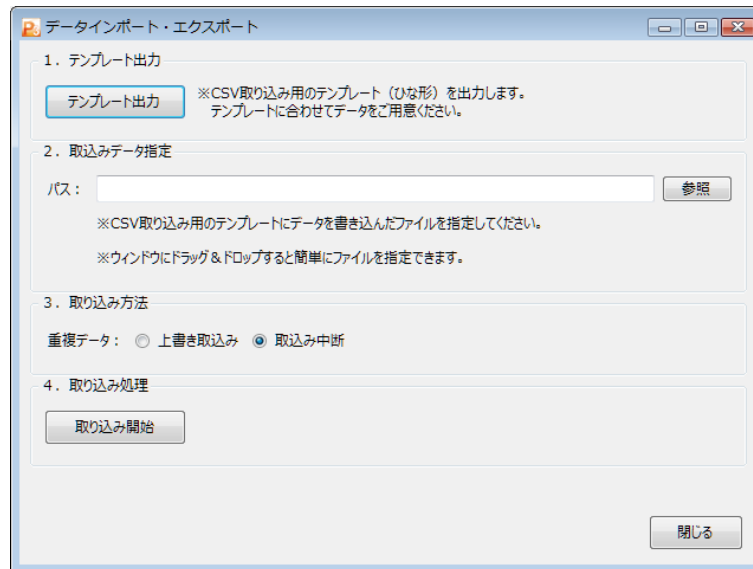 データインポート・エクスポート
1．テンプレート出力
テンプレート出力
※CSV取り込み用のテンプレート（ひな形）を出力します。
テンプレートに合わせてデータをご用意ください。
2．取込みデータ指定
パス：
参照
※CSV取り込み用のテンプレートにデータを書き込んだファイルを指定してください。
※ウィンドウにドラッグ＆ドロップすると簡単にファイルを指定できます。
3．取り込み方法
重複データ： 上書き取込み 取込み中断
4．取り込み処理
取り込み開始
閉じる